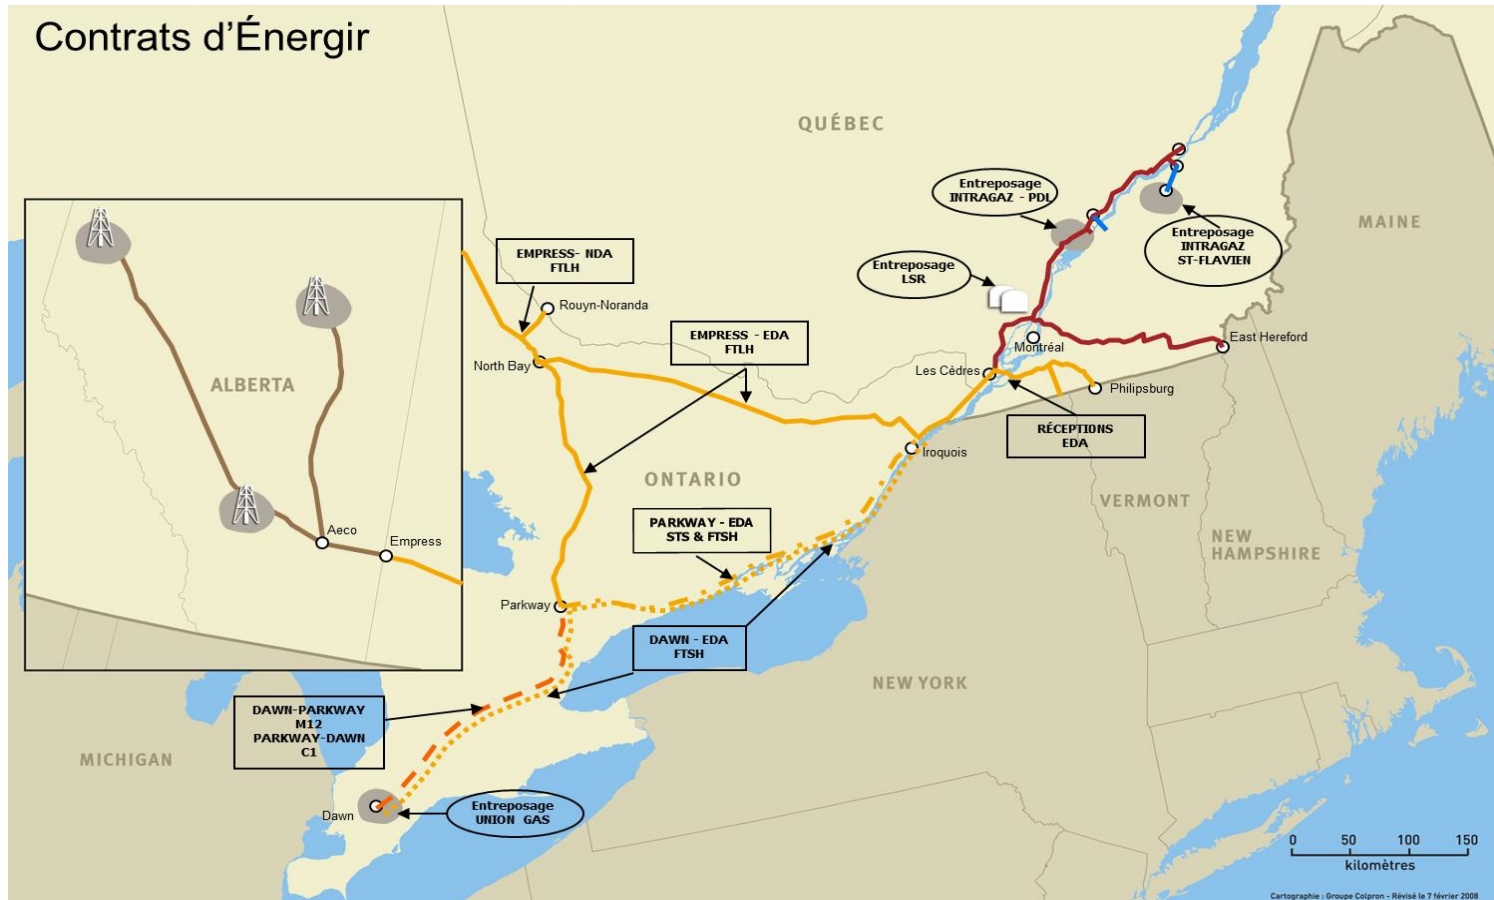 Contrats d'Énergir
QUÉBEC
MAINE
Entreposage
INTRAGAZ - PDL
Entreposage
INTRAGAZ
ST-FLAVIEN
Entreposage
LSR
EMPRESS- NDA
FTLH
Rouyn-Noranda
EMPRESS - EDA
FTLH
North Bay
Montréal
East Hereford
Les Cèdres
Philipsburg
RÉCEPTIONS
EDA
Iroquois
ALBERTA
Aeco
Empress
ONTARIO
VERMONT
NEW
HAMPSHIRE
PARKWAY - EDA
STS & FTSH
Parkway
DAWN - EDA
FTSH
NEW YORK
DAWN-PARKWAY
M12
PARKWAY-DAWN
C1
MICHIGAN
Dawn
Entreposage
UNION GAS
0 50 100 150
kilomètres
Cartographie : Groupe Colpron - Révisé le 7 février 2008